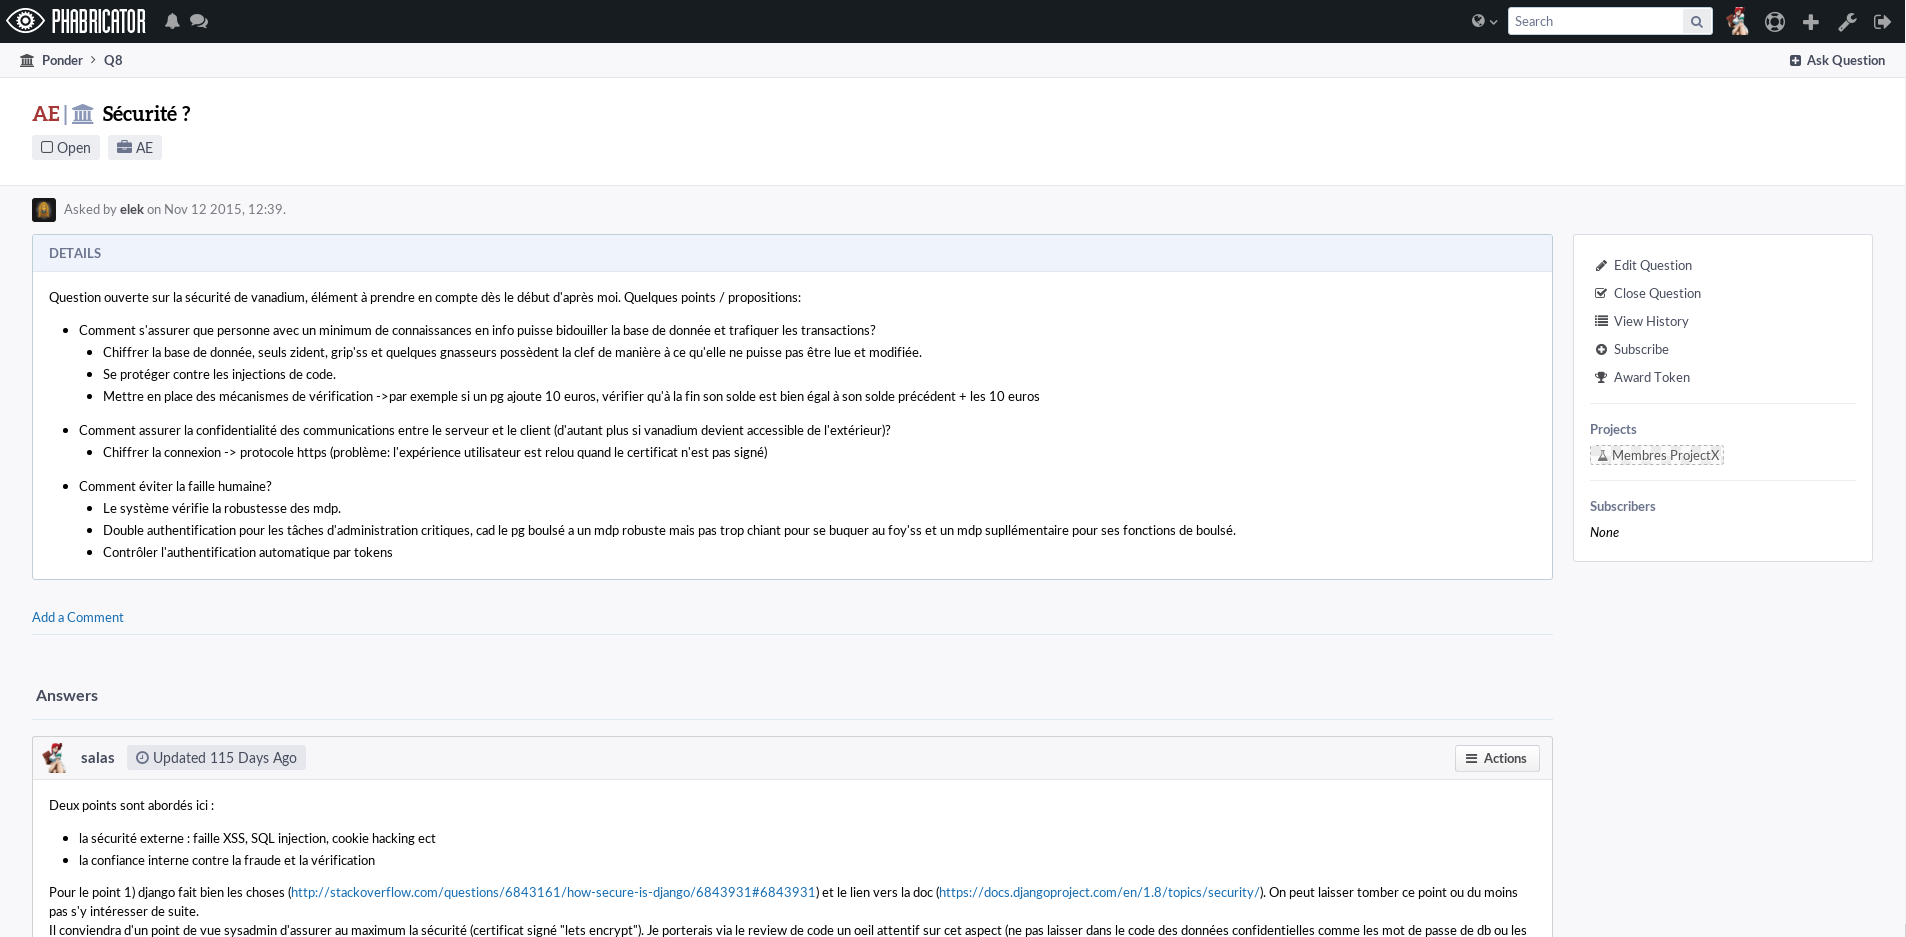 PHABRICATOR
Search
Ponder > Q8
Ask Question
AE| Sécurité ?
Open AE
Asked by elek on Nov 12 2015, 12:39.
DETAILS
Question ouverte sur la sécurité de vanadium, élément à prendre en compte dès le début d'après moi. Quelques points / propositions:
Comment s'assurer que personne avec un minimum de connaissances en info puisse bidouiller la base de donnée et trafiquer les transactions?
Chiffrer la base de donnée, seuls zident, grip'ss et quelques gnasseurs possèdent la clef de manière à ce qu'elle ne puisse pas être lue et modifiée.
Se protéger contre les injections de code.
Mettre en place des mécanismes de vérification ->par exemple si un pg ajoute 10 euros, vérifier qu'à la fin son solde est bien égal à son solde précédent + les 10 euros
Comment assurer la confidentialité des communications entre le serveur et le client (d'autant plus si vanadium devient accessible de l'extérieur)?
Chiffrer la connexion -> protocole https (problème: l'expérience utilisateur est relou quand le certificat n'est pas signé)
Comment éviter la faille humaine?
Le système vérifie la robustesse des mdp.
Double authentification pour les tâches d'administration critiques, cad le pg boulsé a un mdp robuste mais pas trop chiant pour se buquer au foy'ss et un mdp supllémentaire pour ses fonctions de boulsé.
Contrôler l'authentification automatique par tokens
Edit Question
Close Question
View History
Subscribe
Award Token
Projects
Membres ProjectX
Subscribers
None
Add a Comment
Answers
salas Updated 115 Days Ago
Actions
Deux points sont abordés ici :
la sécurité externe : faille XSS, SQL injection, cookie hacking ect
la confiance interne contre la fraude et la vérification
Pour le point 1) django fait bien les choses (http://stackoverflow.com/questions/6843161/how-secure-is-django/6843931#6843931) et le lien vers la doc (https://docs.djangoproject.com/en/1.8/topics/security/). On peut laisser tomber ce point ou du moins
pas s'y intéresser de suite.
Il conviendra d'un point de vue sysadmin d'assurer au maximum la sécurité (certificat signé "lets encrypt"). Je porterais via le review de code un oeil attentif sur cet aspect (ne pas laisser dans le code des données confidentielles comme les mot de passe de db ou les